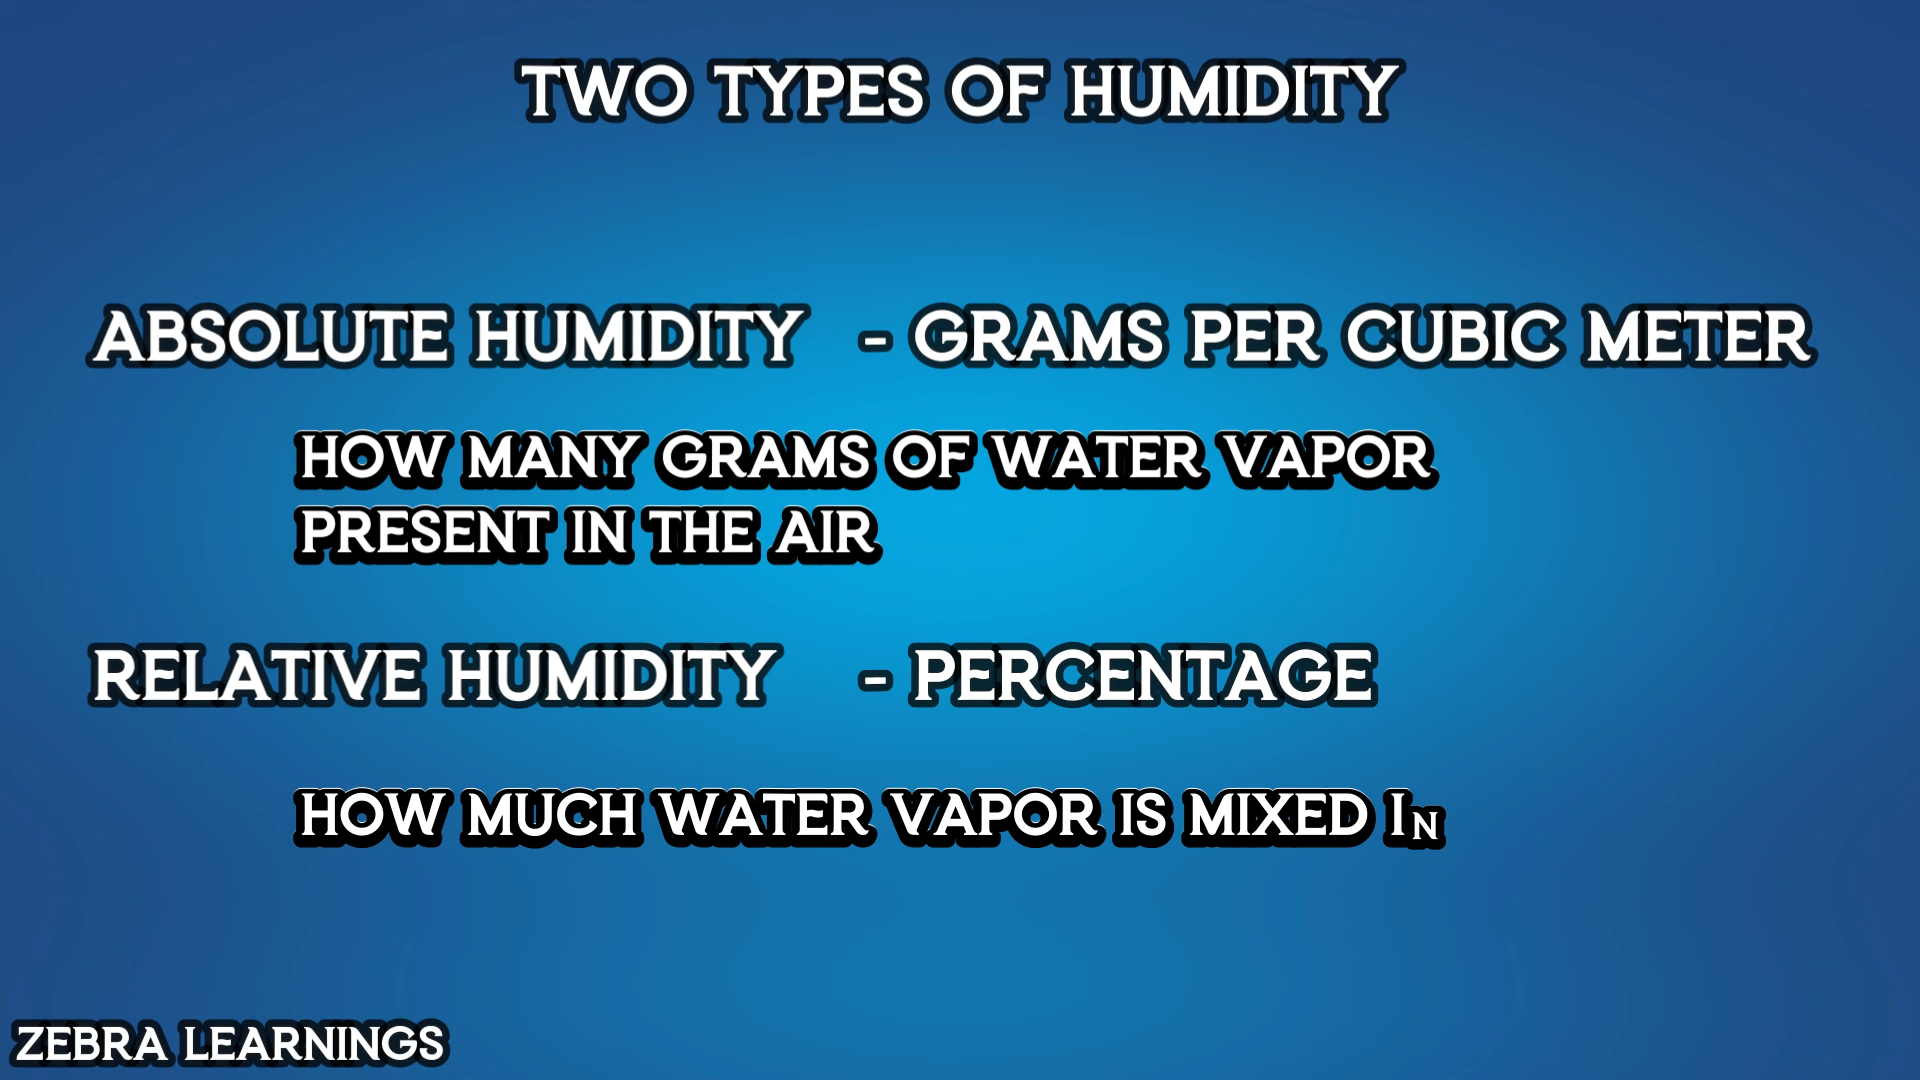 TWO TYPES OF HUMIDITY
ABSOLUTE HUMIDITY - GRAMS PER CUBIC METER
HOW MANY GRAMS OF WATER VAPOR
PRESENT IN THE AIR
RELATIVE HUMIDITY - PERCENTAGE
HOW MUCH WATER VAPOR IS MIXED IN
ZEBRA LEARNINGS